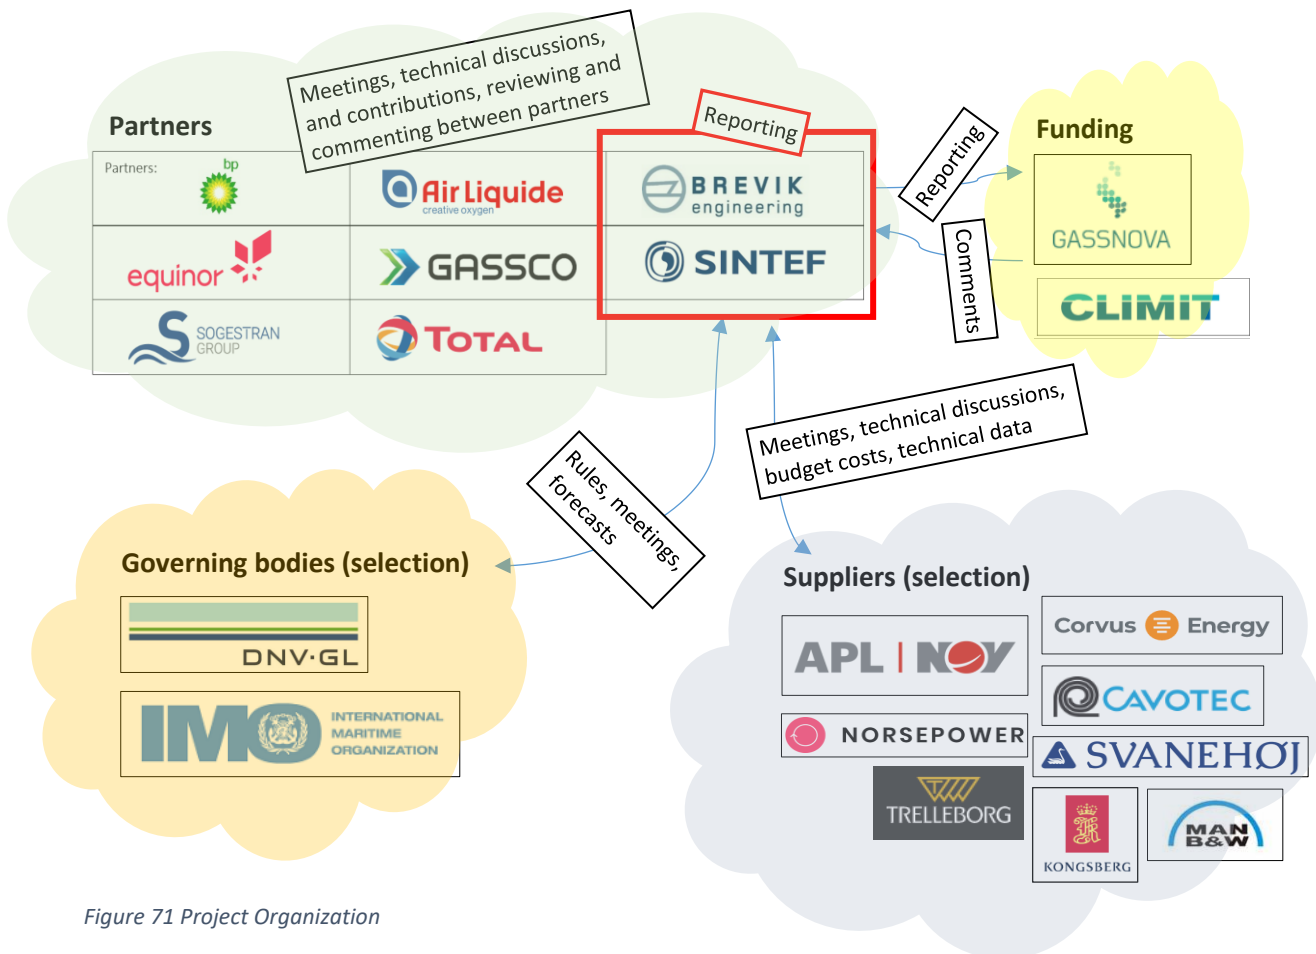 Meetings, technical discussions,
and contributions, reviewing and
commenting between partners
Partners
Reporting
Partners:
bp
Air Liquide
creative oxygen
BREVIK
engineering
equinor
GASSCO
SINTEF
SOGESTRAN
GROUP
TOTAL
Reporting
Comments
Funding
GASSNOVA
CLIMIT
Rules, meetings,
forecasts
Meetings, technical discussions,
budget costs, technical data
Governing bodies (selection)
DNV·GL
IMO
INTERNATIONAL
MARITIME
ORGANIZATION
Suppliers (selection)
APL | NOV
Corvus Energy
CAVOTEC
NORSEPOWER
SVANEHØJ
TRELLEBORG
KONGSBERG
MAN
B&W
Figure 71 Project Organization